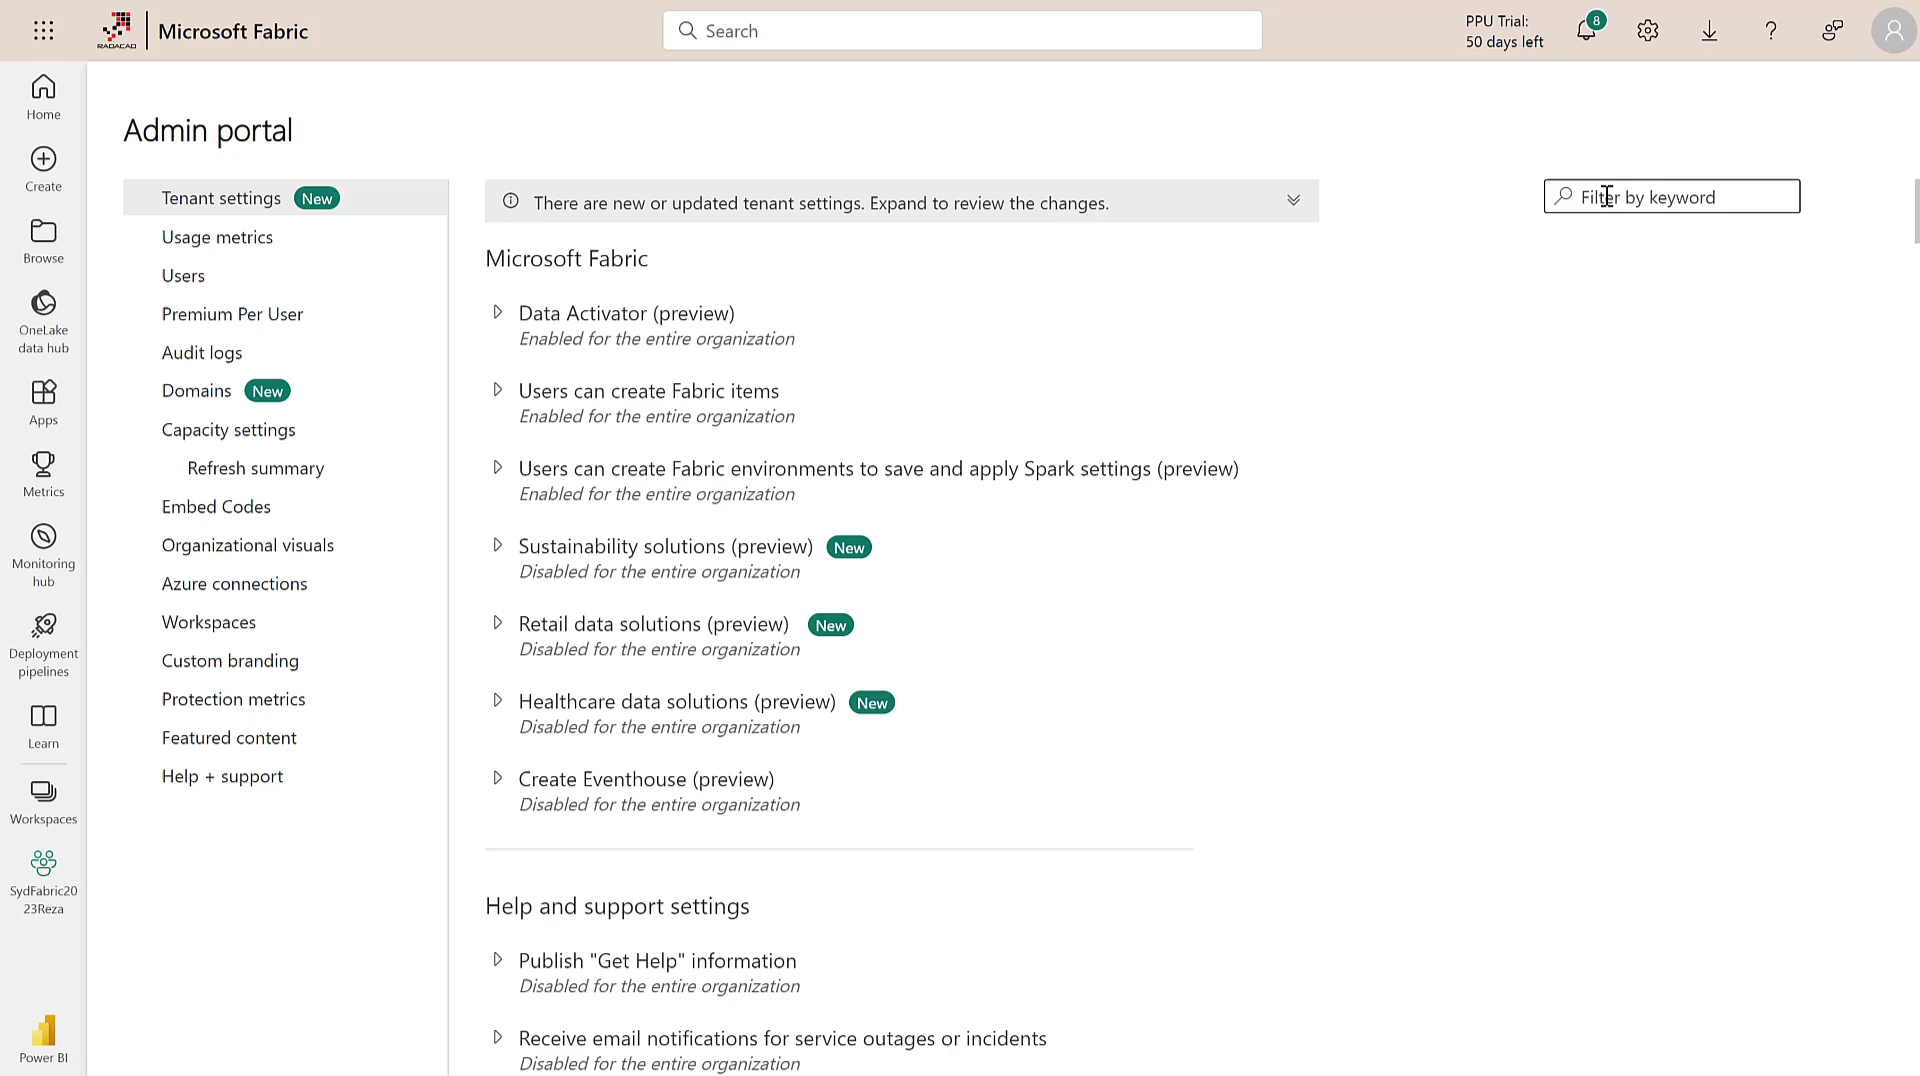 RADACAD
Microsoft Fabric
Search
PPU Trial:
50 days left
8
Home
Create
Browse
OneLake
data hub
Apps
Metrics
Monitoring
hub
Deployment
pipelines
Learn
Workspaces
SydFabric20
23Reza
Power BI
Admin portal
Tenant settings New
Usage metrics
Users
Premium Per User
Audit logs
Domains New
Capacity settings
Refresh summary
Embed Codes
Organizational visuals
Azure connections
Workspaces
Custom branding
Protection metrics
Featured content
Help + support
There are new or updated tenant settings. Expand to review the changes.
Filter by keyword
Microsoft Fabric
Data Activator (preview)
Enabled for the entire organization
Users can create Fabric items
Enabled for the entire organization
Users can create Fabric environments to save and apply Spark settings (preview)
Enabled for the entire organization
Sustainability solutions (preview) New
Disabled for the entire organization
Retail data solutions (preview) New
Disabled for the entire organization
Healthcare data solutions (preview) New
Disabled for the entire organization
Create Eventhouse (preview)
Disabled for the entire organization
Help and support settings
Publish "Get Help" information
Disabled for the entire organization
Receive email notifications for service outages or incidents
Disabled for the entire organization